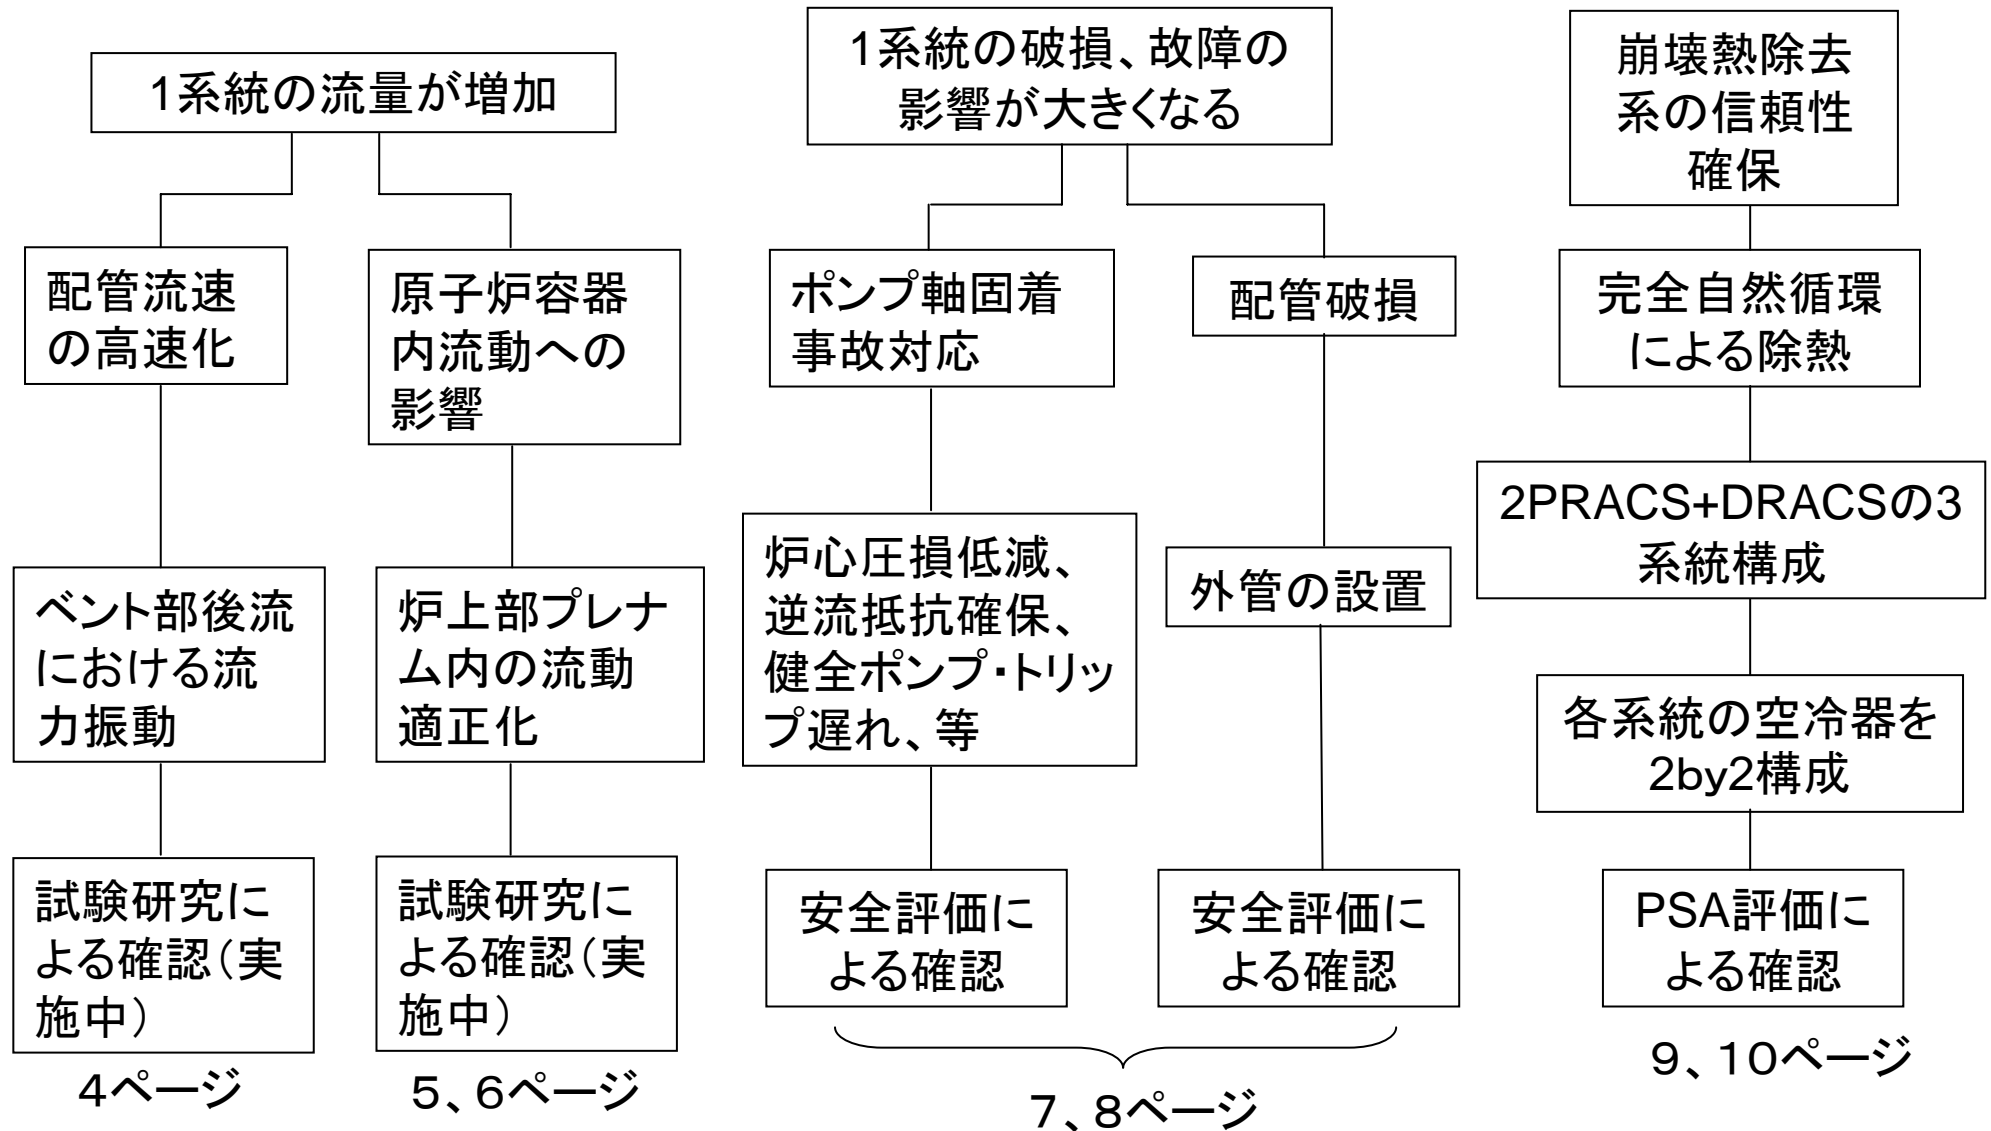 1系統の流量が増加
配管流速
の高速化
ベント部後流
における流
力振動
試験研究に
よる確認(実
施中)
4ページ
原子炉容器
内流動への
影響
炉上部プレナ
ム内の流動
適正化
試験研究に
よる確認(実
施中)
5、6ページ
1系統の破損、故障の
影響が大きくなる
ポンプ軸固着
事故対応
炉心圧損低減、
逆流抵抗確保、
健全ポンプ・トリッ
プ遅れ、等
安全評価に
よる確認
配管破損
外管の設置
安全評価に
よる確認
7、8ページ
崩壊熱除去
系の信頼性
確保
完全自然循環
による除熱
2PRACS+DRACSの3
系統構成
各系統の空冷器を
2by2構成
PSA評価に
よる確認
9、10ページ